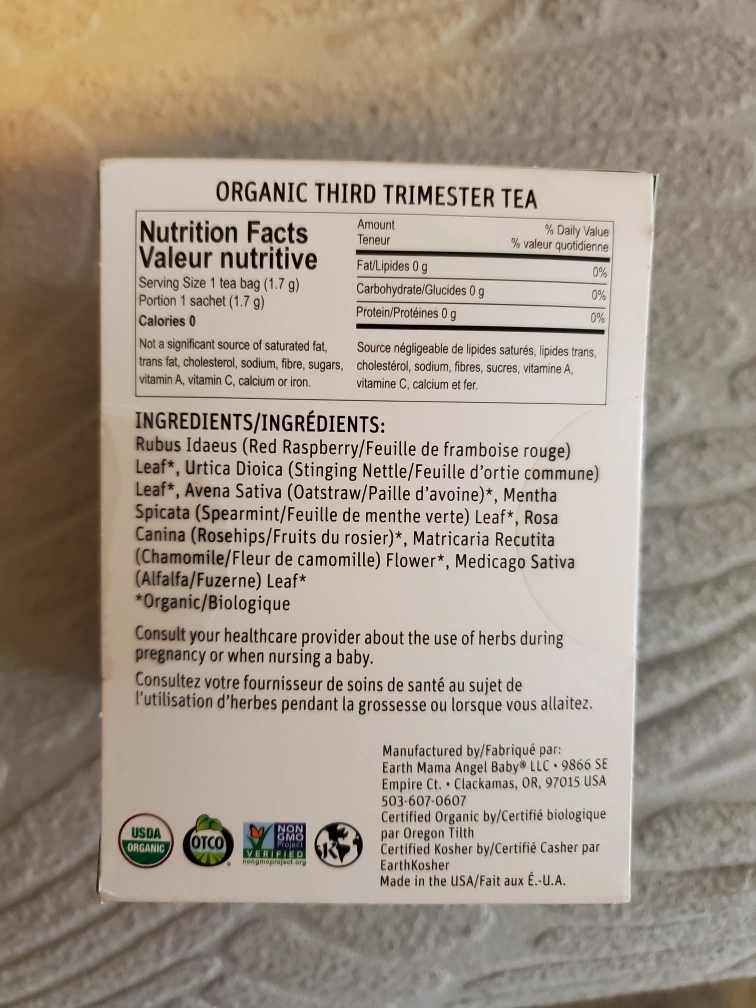 ORGANIC THIRD TRIMESTER TEA
Nutrition Facts
Valeur nutritive
Serving Size 1 tea bag (1.7 g)
Portion 1 sachet (1.7 g)
Calories 0
Amount
Teneur
% Daily Value
% valeur quotidienne
Fat/Lipides 0 g 0%
Carbohydrate/Glucides 0 g 0%
Protein/Protéines 0 g 0%
Not a significant source of saturated fat,
trans fat, cholesterol, sodium, fibre, sugars,
vitamin A, vitamin C, calcium or iron.
Source négligeable de lipides saturés, lipides trans,
cholestérol, sodium, fibres, sucres, vitamine A,
vitamine C, calcium et fer.
INGREDIENTS/INGRÉDIENTS:
Rubus Idaeus (Red Raspberry/Feuille de framboise rouge)
Leaf*, Urtica Dioica (Stinging Nettle/Feuille d'ortie commune)
Leaf*, Avena Sativa (Oatstraw/Paille d'avoine)*, Mentha
Spicata (Spearmint/Feuille de menthe verte) Leaf*, Rosa
Canina (Rosehips/Fruits du rosier)*, Matricaria Recutita
(Chamomile/Fleur de camomille) Flower*, Medicago Sativa
(Alfalfa/Fuzerne) Leaf*
*Organic/Biologique
Consult your healthcare provider about the use of herbs during
pregnancy or when nursing a baby.
Consultez votre fournisseur de soins de santé au sujet de
l'utilisation d'herbes pendant la grossesse ou lorsque vous allaitez.
Manufactured by/Fabriqué par:
Earth Mama Angel Baby® LLC • 9866 SE
Empire Ct. • Clackamas, OR, 97015 USA
503-607-0607
Certified Organic by/Certifié biologique
par Oregon Tilth
Certified Kosher by/Certifié Casher par
EarthKosher
Made in the USA/Fait aux É.-U.A.
USDA
ORGANIC
OTCO
NON
GMO
Project
VERIFIED
nongmoproject.org
K